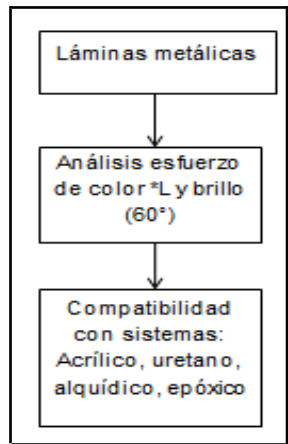 Láminas metálicas
Análisis esfuerzo
de color *L y brillo
(60°)
Compatibilidad
con sistemas:
Acrílico, uretano,
alquídico, epóxico